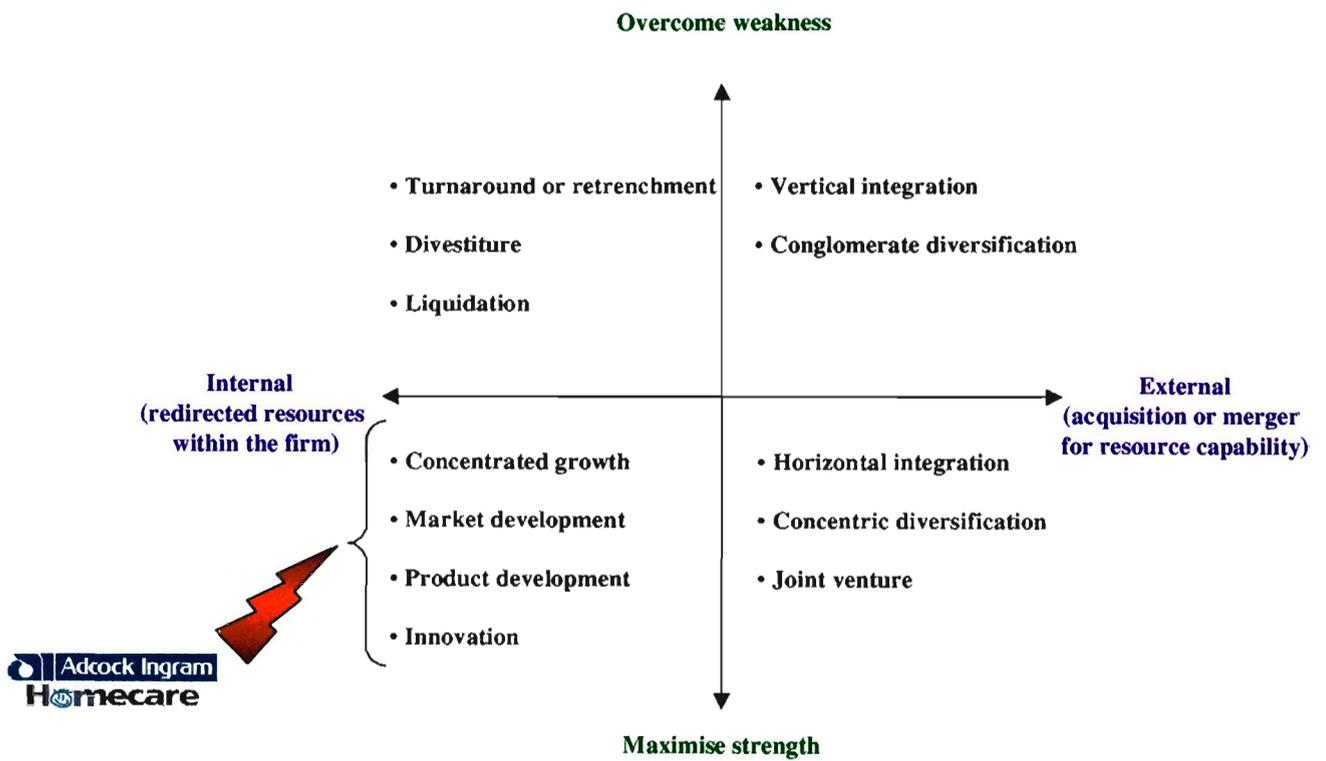 Overcome weakness
• Turnaround or retrenchment
• Divestiture
• Liquidation
• Vertical integration
• Conglomerate diversification
Internal
(redirected resources
within the firm)
External
(acquisition or merger
for resource capability)
• Concentrated growth
• Market development
• Product development
• Innovation
• Horizontal integration
• Concentric diversification
• Joint venture
Adcock Ingram
Homecare
Maximise strength